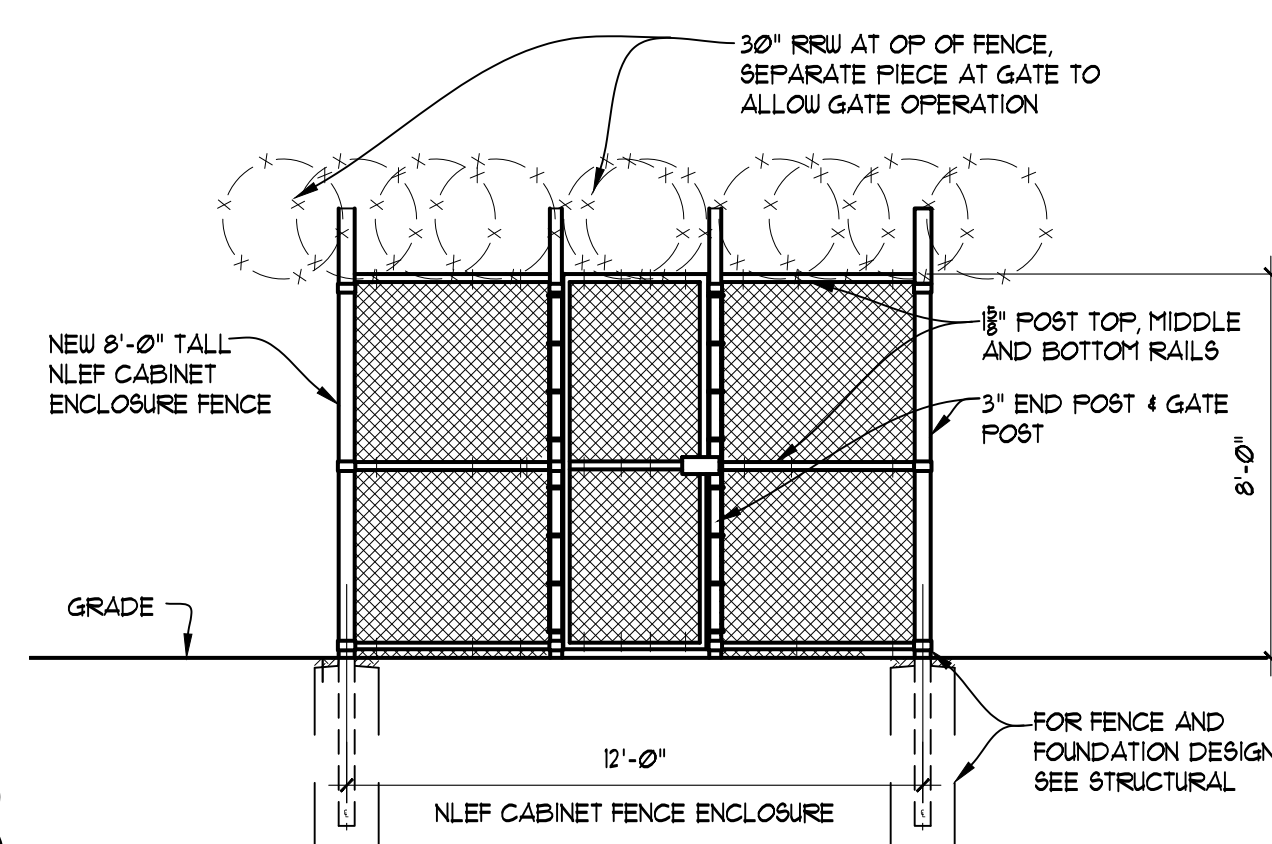 30" RRW AT OP OF FENCE,
SEPARATE PIECE AT GATE TO
ALLOW GATE OPERATION
NEW 8'-0" TALL
NLEF CABINET
ENCLOSURE FENCE
1 5/8" POST TOP, MIDDLE
AND BOTTOM RAILS
3" END POST & GATE
POST
8'-0"
GRADE
FOR FENCE AND
FOUNDATION DESIGN
SEE STRUCTURAL
12'-0"
NLEF CABINET FENCE ENCLOSURE